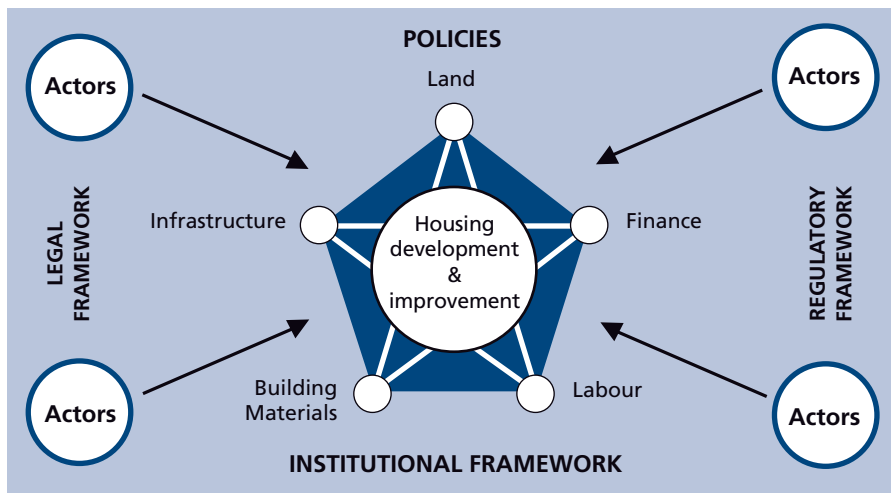 POLICIES
Actors
Land
Actors
LEGAL
FRAMEWORK
Infrastructure
Housing
development
&
improvement
Finance
REGULATORY
FRAMEWORK
Actors
Building
Materials
Labour
Actors
INSTITUTIONAL FRAMEWORK